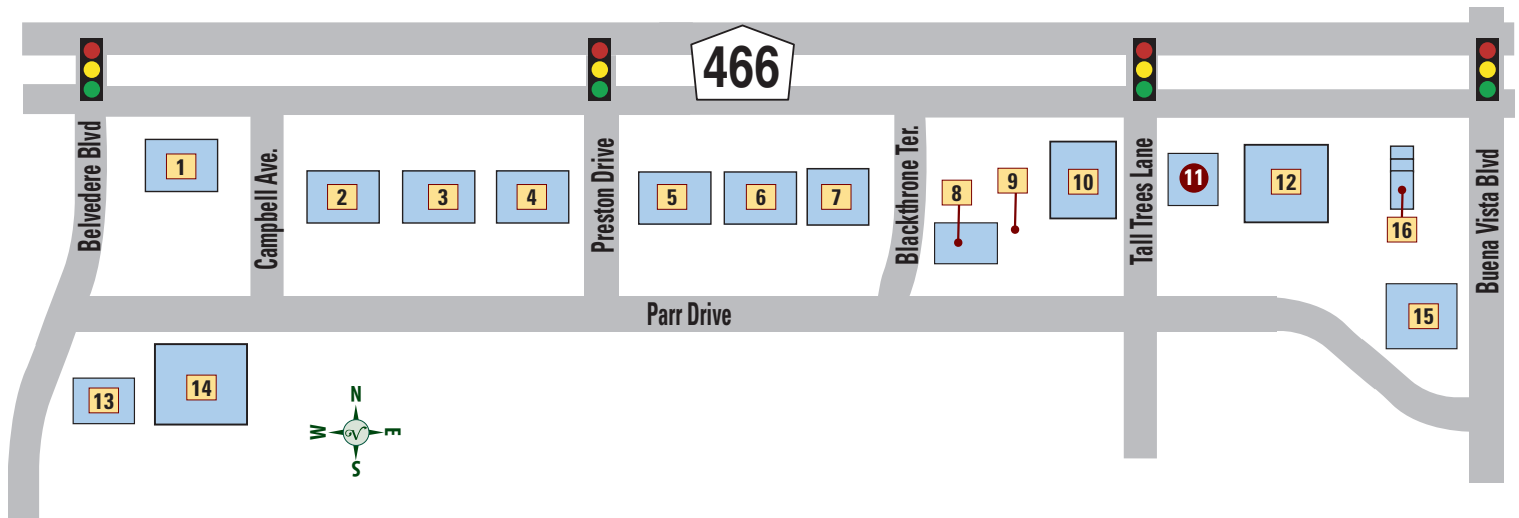 466
Belvedere Blvd
Campbell Ave.
Preston Drive
Blackthrone Ter.
Tall Trees Lane
Buena Vista Blvd
1
2
3
4
5
6
7
8
9
10
11
12
16
15
Parr Drive
13
14
N
W
V
E
S